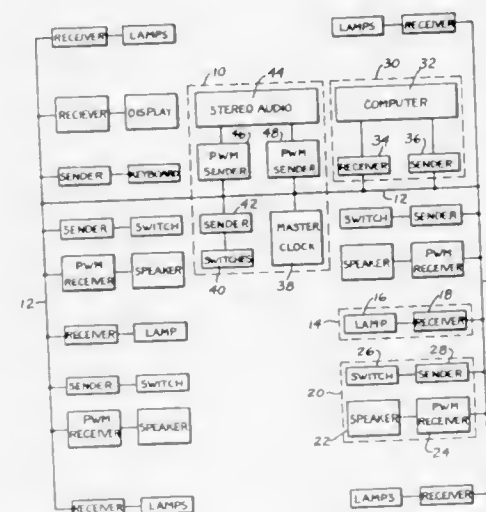 RECEIVER LAMPS
LAMPS RECEIVER
10 44 30 32
STEREO AUDIO
COMPUTER
RECIEVER DISPLAY
46 48 34 36
PWM SENDER
PWM SENDER
RECEIVER SENDER
SENDER KEYBOARD
12
42
SENDER
SWITCHES
40
MASTER CLOCK
38
SENDER SWITCH
PWM RECEIVER SPEAKER
12
RECEIVER LAMP
SENDER SWITCH
PWM RECEIVER SPEAKER
RECEIVER LAMPS
SWITCH SENDER
SPEAKER PWM RECEIVER
16 18
14 LAMP RECEIVER
26 28
SWITCH SENDER
20
SPEAKER PWM RECEIVER
22 24
LAMPS RECEIVER